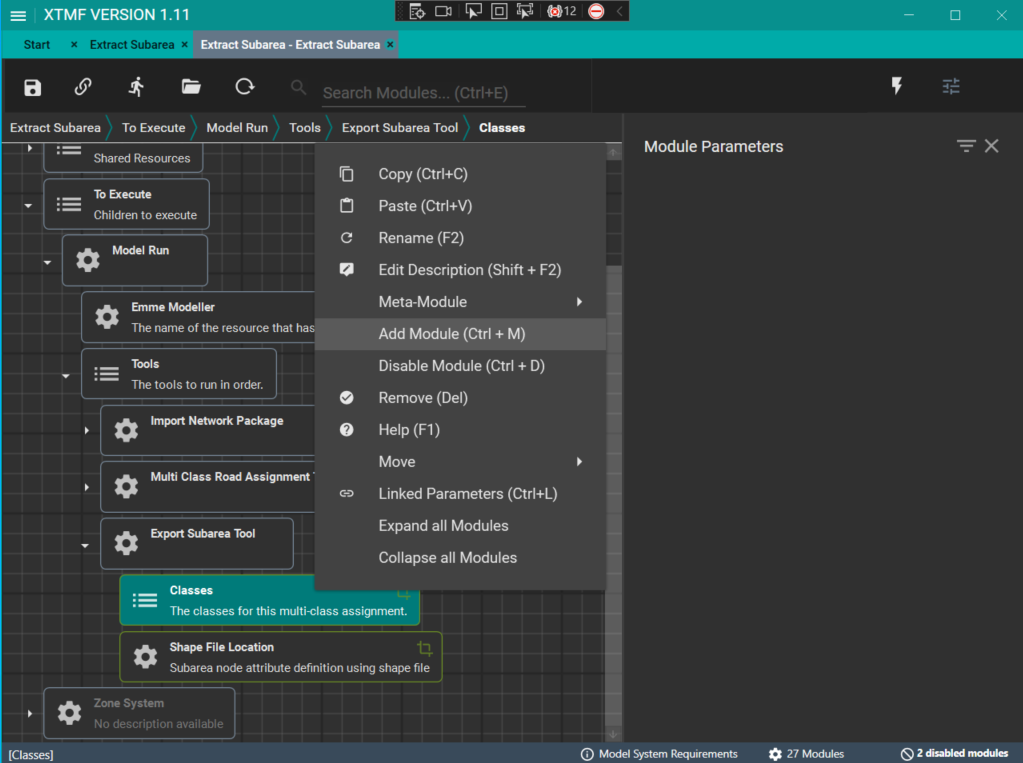 XTMF VERSION 1.11
12
Start
Extract Subarea
Extract Subarea - Extract Subarea
Search Modules... (Ctrl+E)
Extract Subarea
To Execute
Model Run
Tools
Export Subarea Tool
Classes
Module Parameters
Shared Resources
To Execute
Children to execute
Model Run
Emme Modeller
The name of the resource that has
Tools
The tools to run in order.
Import Network Package
Multi Class Road Assignment
Export Subarea Tool
Classes
The classes for this multi-class assignment.
Shape File Location
Subarea node attribute definition using shape file
Zone System
No description available
Copy (Ctrl+C)
Paste (Ctrl+V)
Rename (F2)
Edit Description (Shift + F2)
Meta-Module
Add Module (Ctrl + M)
Disable Module (Ctrl + D)
Remove (Del)
Help (F1)
Move
Linked Parameters (Ctrl+L)
Expand all Modules
Collapse all Modules
[Classes]
Model System Requirements
27 Modules
2 disabled modules